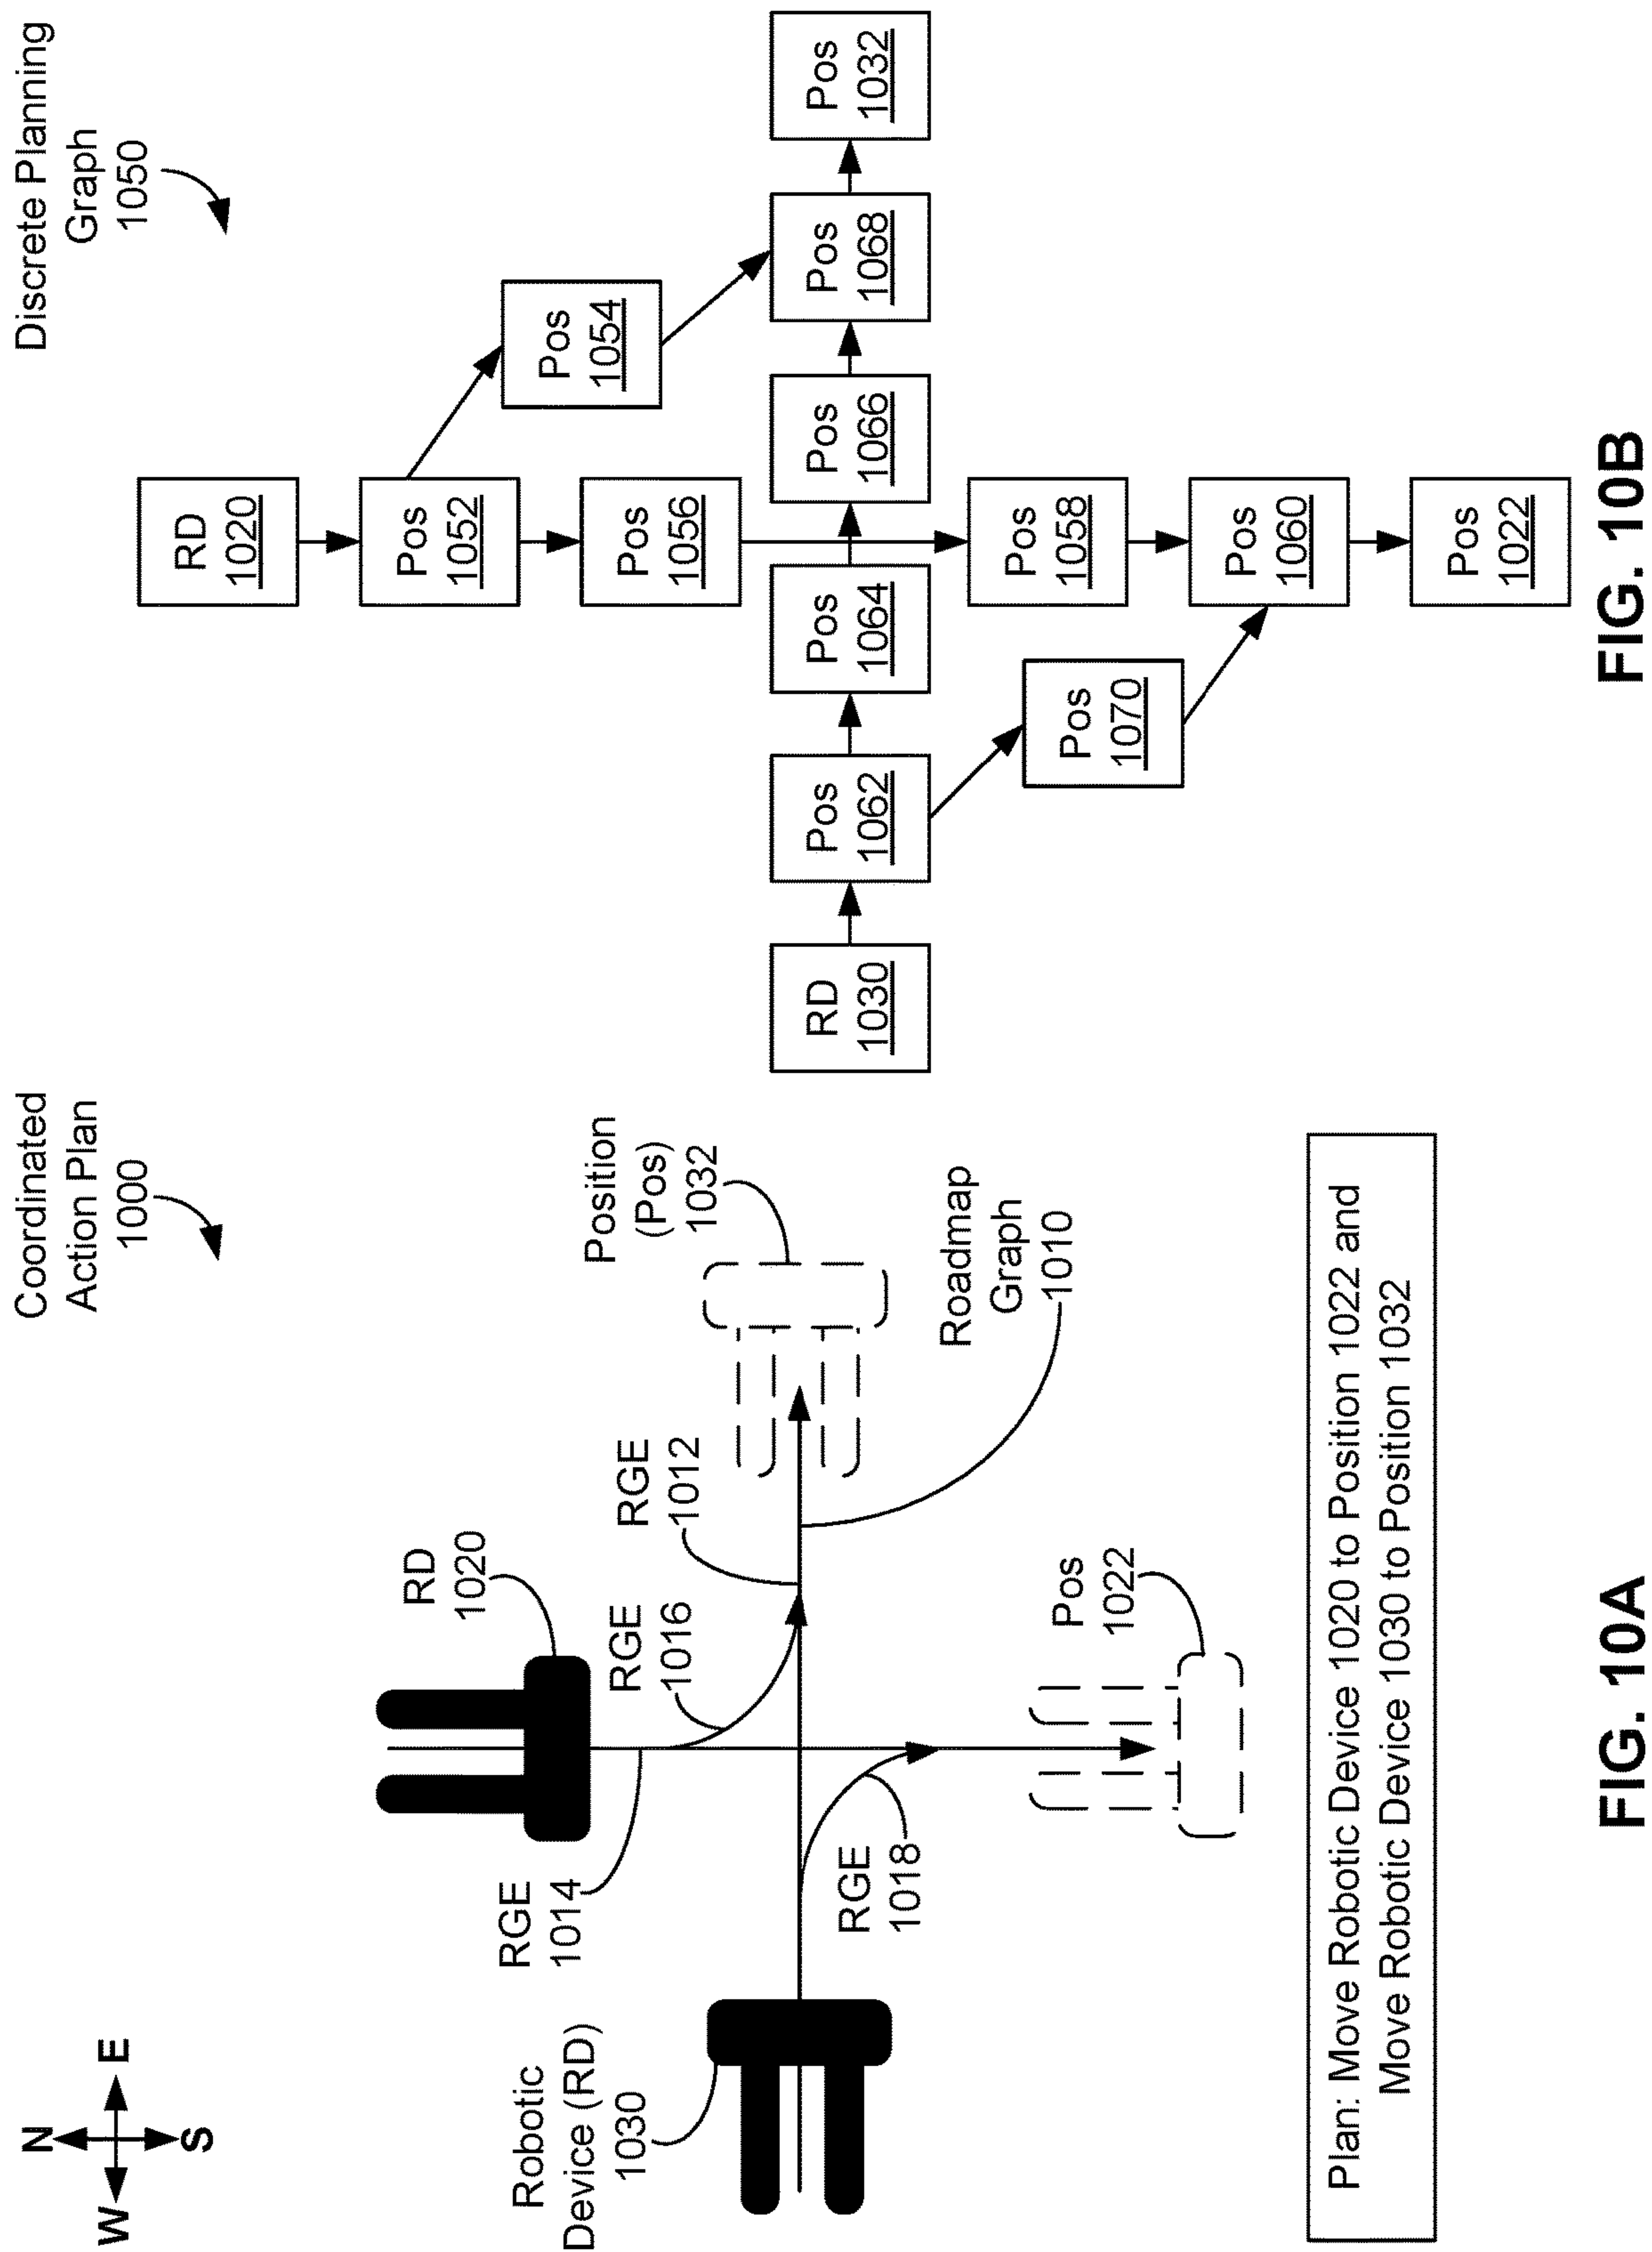 N
W
E
S
Coordinated
Action Plan
1000
Robotic
Device (RD)
1030
RGE
1014
RD
1020
RGE
1016
RGE
1012
Position
(Pos)
1032
RGE
1018
Roadmap
Graph
1010
Pos
1022
Plan: Move Robotic Device 1020 to Position 1022 and
Move Robotic Device 1030 to Position 1032
FIG. 10A
Discrete Planning
Graph
1050
RD
1020
Pos
1052
Pos
1054
Pos
1056
RD
1030
Pos
1062
Pos
1064
Pos
1066
Pos
1068
Pos
1032
Pos
1058
Pos
1070
Pos
1060
Pos
1022
FIG. 10B